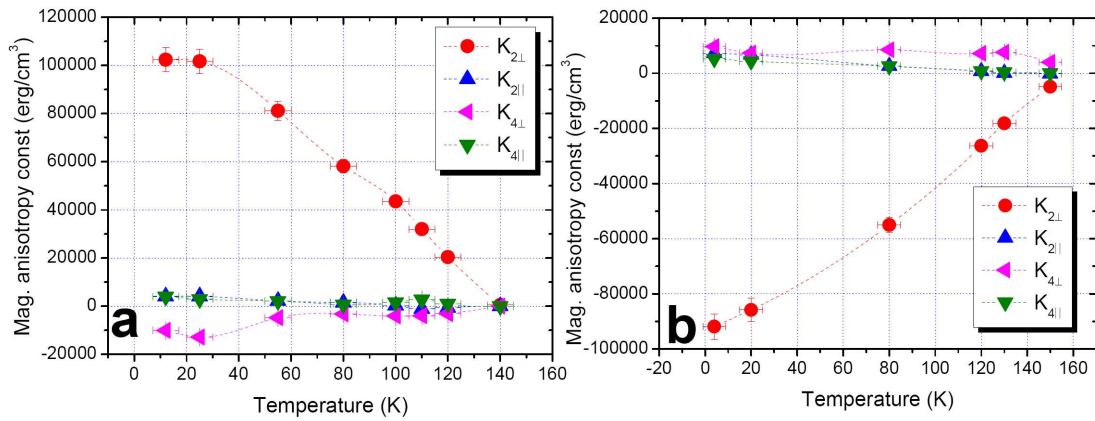 120000
100000
80000
60000
40000
20000
0
-20000
Mag. anisotropy const (erg/cm³)
K₂⊥
K₂||
K₄⊥
K₄||
a
0 20 40 60 80 100 120 140 160
Temperature (K)
20000
0
-20000
-40000
-60000
-80000
-100000
Mag. anisotropy const (erg/cm³)
K₂⊥
K₂||
K₄⊥
K₄||
b
-20 0 20 40 60 80 100 120 140 160
Temperature (K)